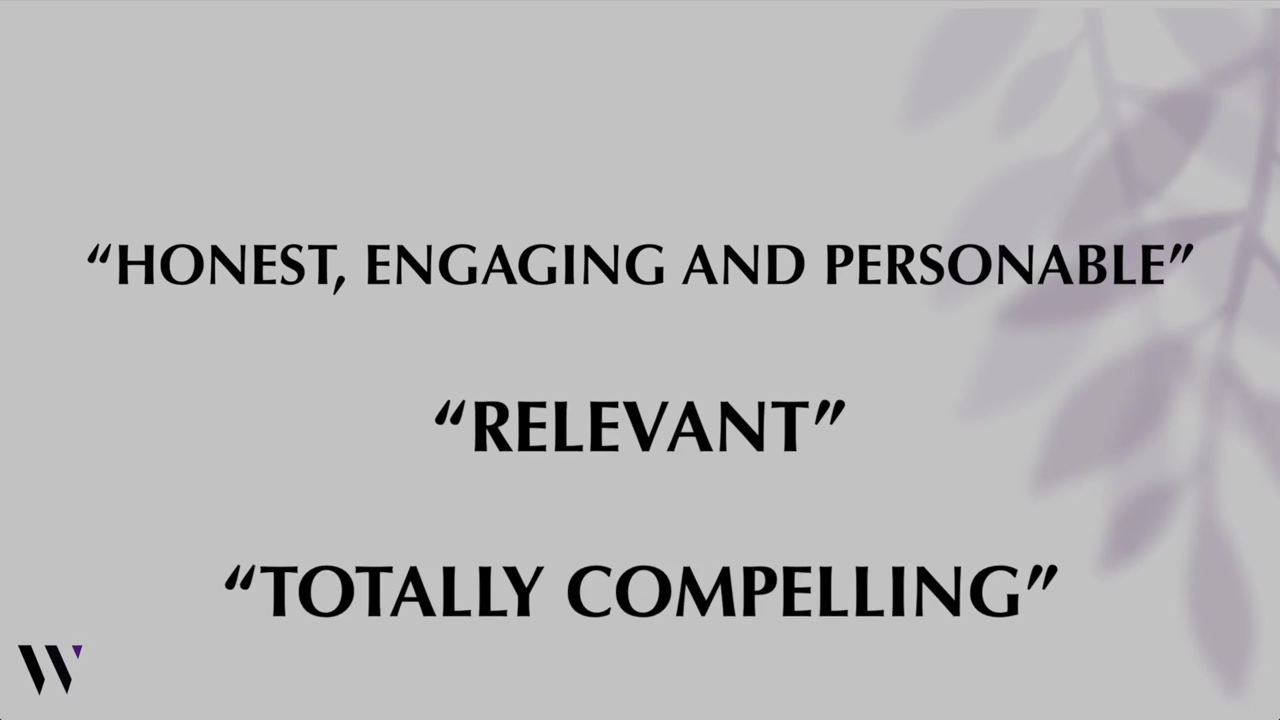 “HONEST, ENGAGING AND PERSONABLE”
“RELEVANT”
“TOTALLY COMPELLING”
W